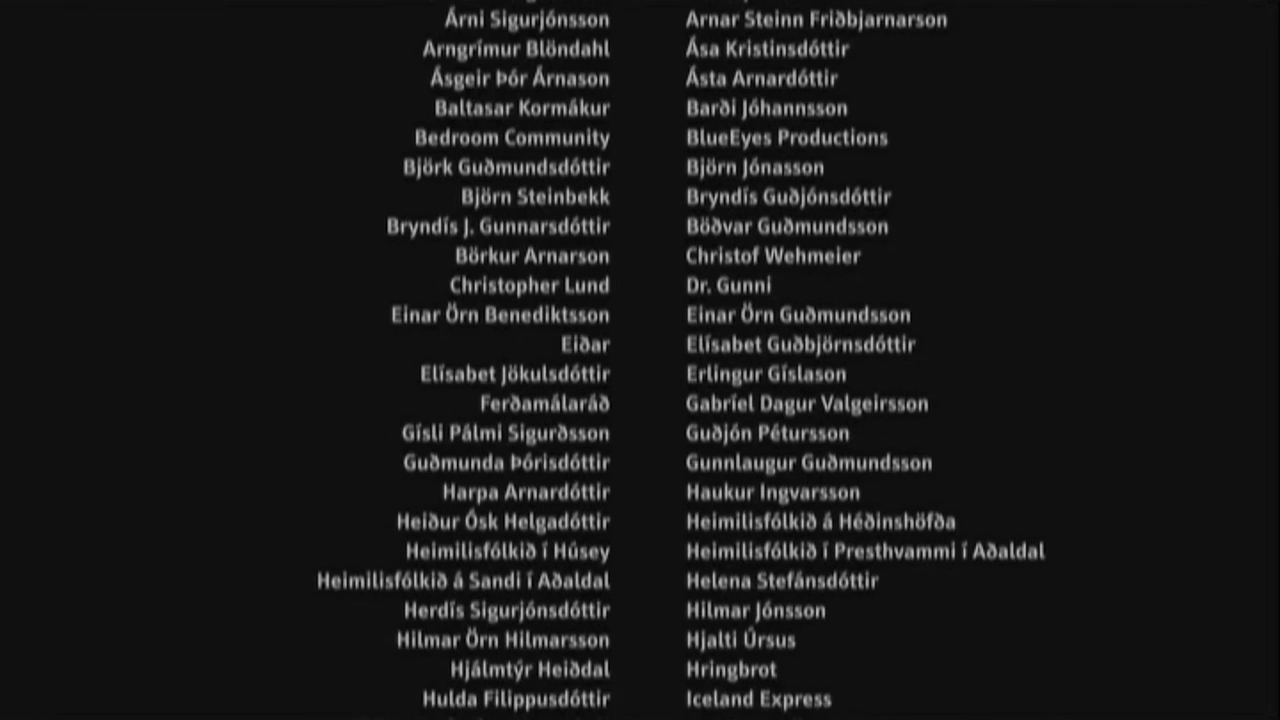 Árni Sigurjónsson Arnar Steinn Friðbjarnarson
Arngrímur Blöndahl Ása Kristinsdóttir
Ásgeir Þór Árnason Ásta Arnardóttir
Baltasar Kormákur Barði Jóhannsson
Bedroom Community BlueEyes Productions
Björk Guðmundsdóttir Björn Jónasson
Björn Steinbekk Bryndís Guðjónsdóttir
Bryndís J. Gunnarsdóttir Böðvar Guðmundsson
Börkur Arnarson Christof Wehmeier
Christopher Lund Dr. Gunni
Einar Örn Benediktsson Einar Örn Guðmundsson
Eiðar Elísabet Guðbjörnsdóttir
Elísabet Jökulsdóttir Erlingur Gíslason
Ferðamálaráð Gabríel Dagur Valgeirsson
Gísli Pálmi Sigurðsson Guðjón Pétursson
Guðmunda Þórisdóttir Gunnlaugur Guðmundsson
Harpa Arnardóttir Haukur Ingvarsson
Heiður Ósk Helgadóttir Heimilisfólkið á Héðinshöfða
Heimilisfólkið í Húsey Heimilisfólkið í Presthvammi í Aðaldal
Heimilisfólkið á Sandi í Aðaldal Helena Stefánsdóttir
Herdís Sigurjónsdóttir Hilmar Jónsson
Hilmar Örn Hilmarsson Hjalti Úrsus
Hjálmtýr Heiðdal Hringbrot
Hulda Filippusdóttir Iceland Express